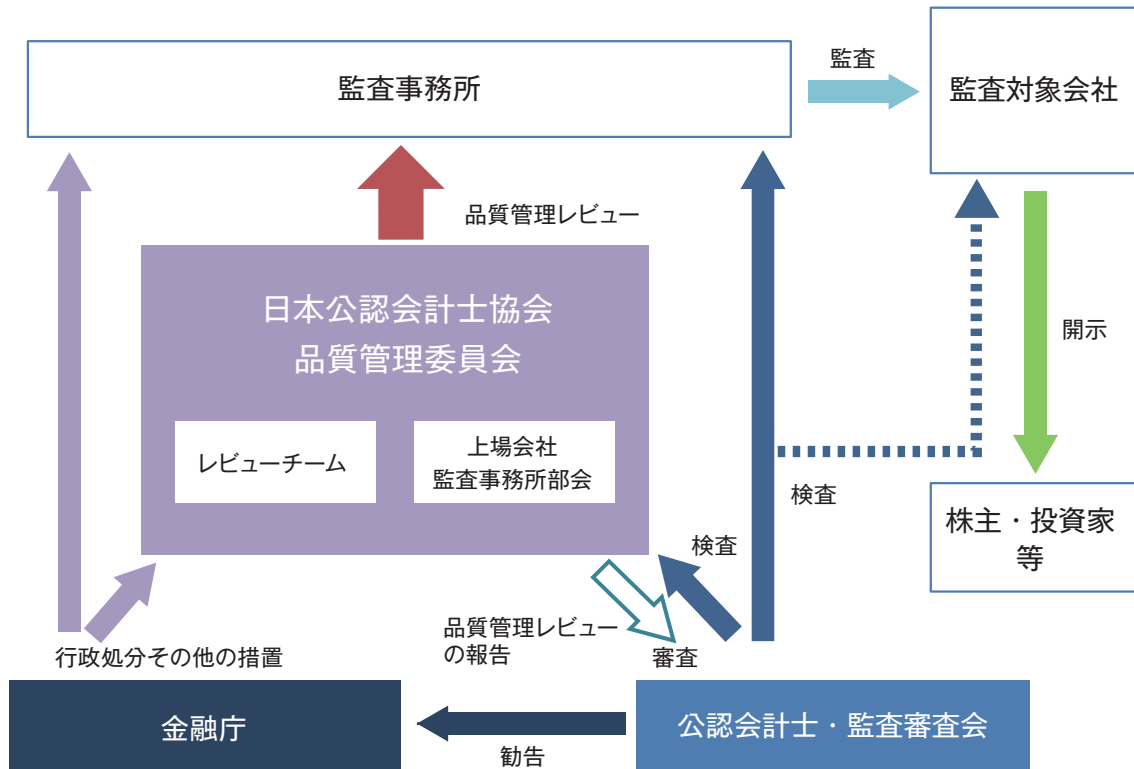 監査事務所
監査
監査対象会社
品質管理レビュー
日本公認会計士協会
品質管理委員会
レビューチーム
上場会社
監査事務所部会
開示
検査
株主・投資家
等
検査
品質管理レビュー
の報告
審査
行政処分その他の措置
金融庁
勧告
公認会計士・監査審査会